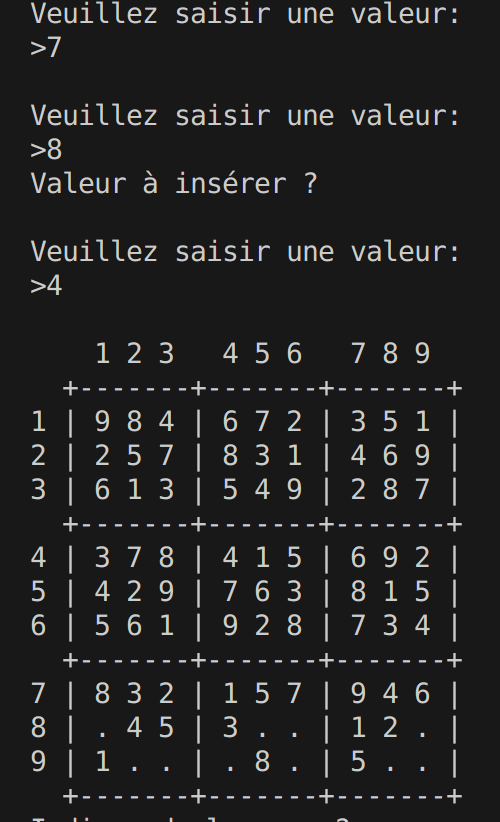 Veuillez saisir une valeur:
>7
Veuillez saisir une valeur:
>8
Valeur à insérer ?
Veuillez saisir une valeur:
>4
    1 2 3   4 5 6   7 8 9
  +-------+-------+-------+
1 | 9 8 4 | 6 7 2 | 3 5 1 |
2 | 2 5 7 | 8 3 1 | 4 6 9 |
3 | 6 1 3 | 5 4 9 | 2 8 7 |
  +-------+-------+-------+
4 | 3 7 8 | 4 1 5 | 6 9 2 |
5 | 4 2 9 | 7 6 3 | 8 1 5 |
6 | 5 6 1 | 9 2 8 | 7 3 4 |
  +-------+-------+-------+
7 | 8 3 2 | 1 5 7 | 9 4 6 |
8 | . 4 5 | 3 . . | 1 2 . |
9 | 1 . . | . 8 . | 5 . . |
  +-------+-------+-------+